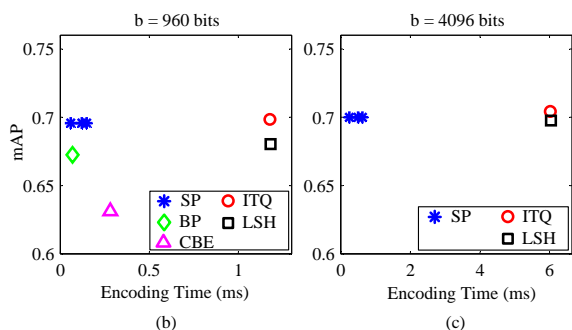 b = 960 bits
b = 4096 bits
0.75
0.7
0.65
0.6
mAP
0
0.5
1
Encoding Time (ms)
SP
ITQ
BP
LSH
CBE
(b)
0.75
0.7
0.65
0.6
0
2
4
6
Encoding Time (ms)
SP
ITQ
LSH
(c)